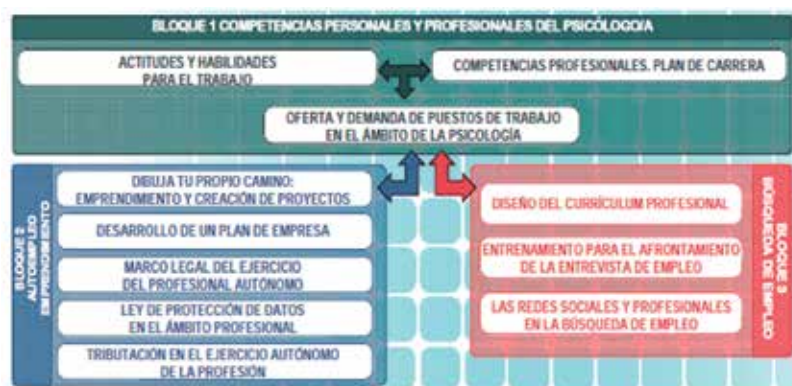 BLOQUE 1 COMPETENCIAS PERSONALES Y PROFESIONALES DEL PSICÓLOGO/A
ACTITUDES Y HABILIDADES
PARA EL TRABAJO
COMPETENCIAS PROFESIONALES. PLAN DE CARRERA
OFERTA Y DEMANDA DE PUESTOS DE TRABAJO
EN EL ÁMBITO DE LA PSICOLOGÍA
BLOQUE 2
AUTOEMPLEO
EMPRENDIMIENTO
DIBUJA TU PROPIO CAMINO:
EMPRENDIMIENTO Y CREACIÓN DE PROYECTOS
DESARROLLO DE UN PLAN DE EMPRESA
MARCO LEGAL DEL EJERCICIO
DEL PROFESIONAL AUTÓNOMO
LEY DE PROTECCIÓN DE DATOS
EN EL ÁMBITO PROFESIONAL
TRIBUTACIÓN EN EL EJERCICIO AUTÓNOMO
DE LA PROFESIÓN
DISEÑO DEL CURRÍCULUM PROFESIONAL
ENTRENAMIENTO PARA EL AFRONTAMIENTO
DE LA ENTREVISTA DE EMPLEO
LAS REDES SOCIALES Y PROFESIONALES
EN LA BÚSQUEDA DE EMPLEO
BLOQUE 3
BÚSQUEDA DE EMPLEO